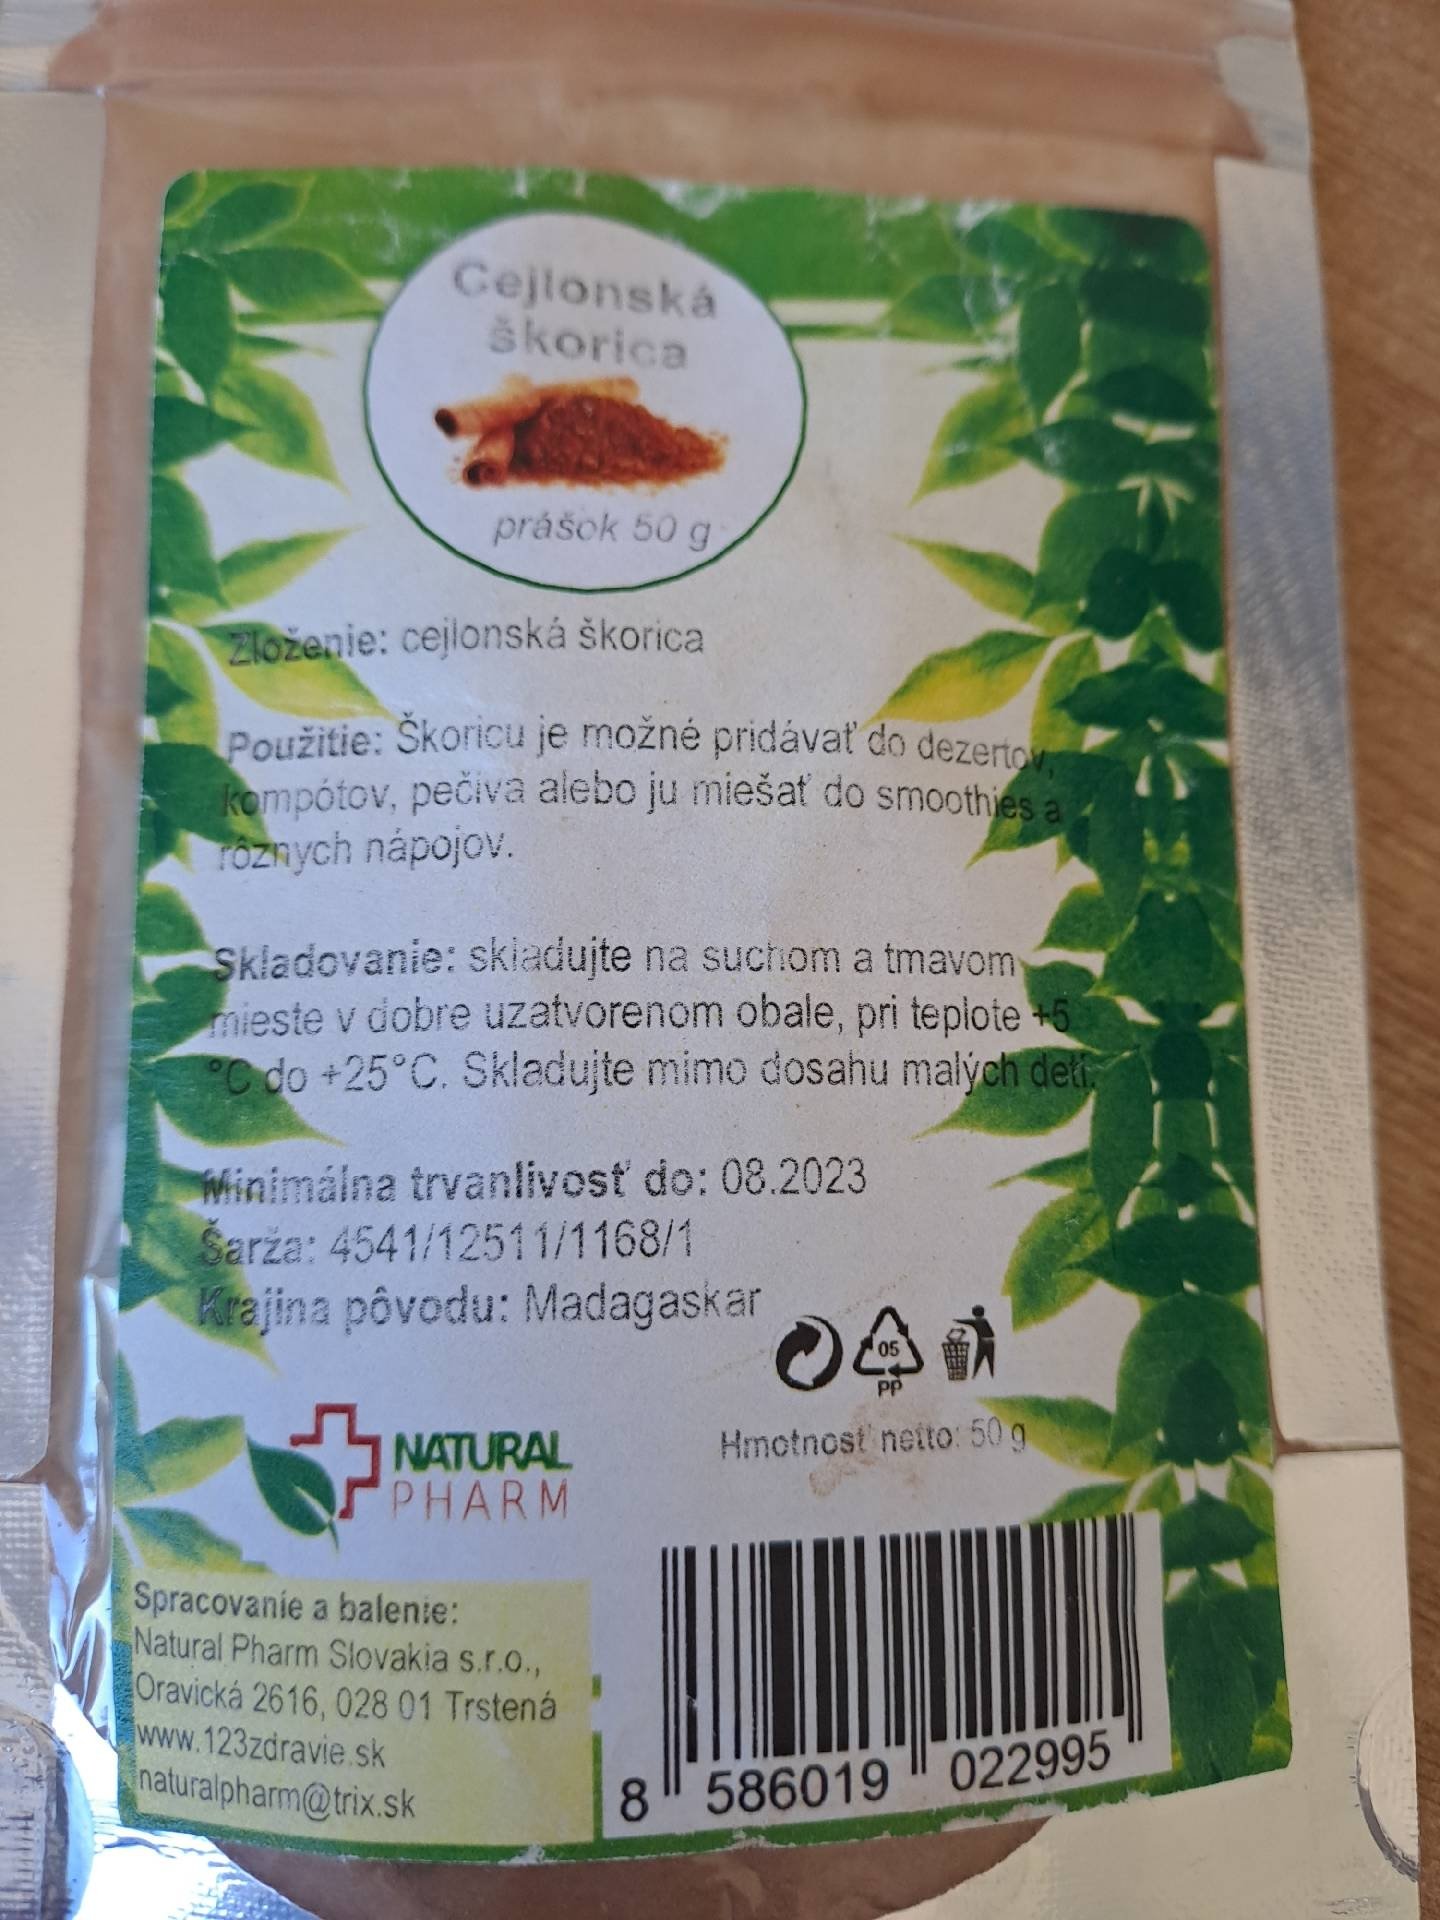 Cejlonská
škorica
prášok 50 g
Zloženie: cejlonská škorica
Použitie: Škoricu je možné pridávať do dezertov,
kompótov, pečiva alebo ju miešať do smoothies a
rôznych nápojov.
Skladovanie: skladujte na suchom a tmavom
mieste v dobre uzatvorenom obale, pri teplote +5
°C do +25°C. Skladujte mimo dosahu malých detí.
Minimálna trvanlivosť do: 08.2023
Šarža: 4541/12511/1168/1
Krajina pôvodu: Madagaskar
05
PP
NATURAL
PHARM
Hmotnosť netto: 50 g
Spracovanie a balenie:
Natural Pharm Slovakia s.r.o.,
Oravická 2616, 028 01 Trstená
www.123zdravie.sk
naturalpharm@trix.sk
8 586019 022995